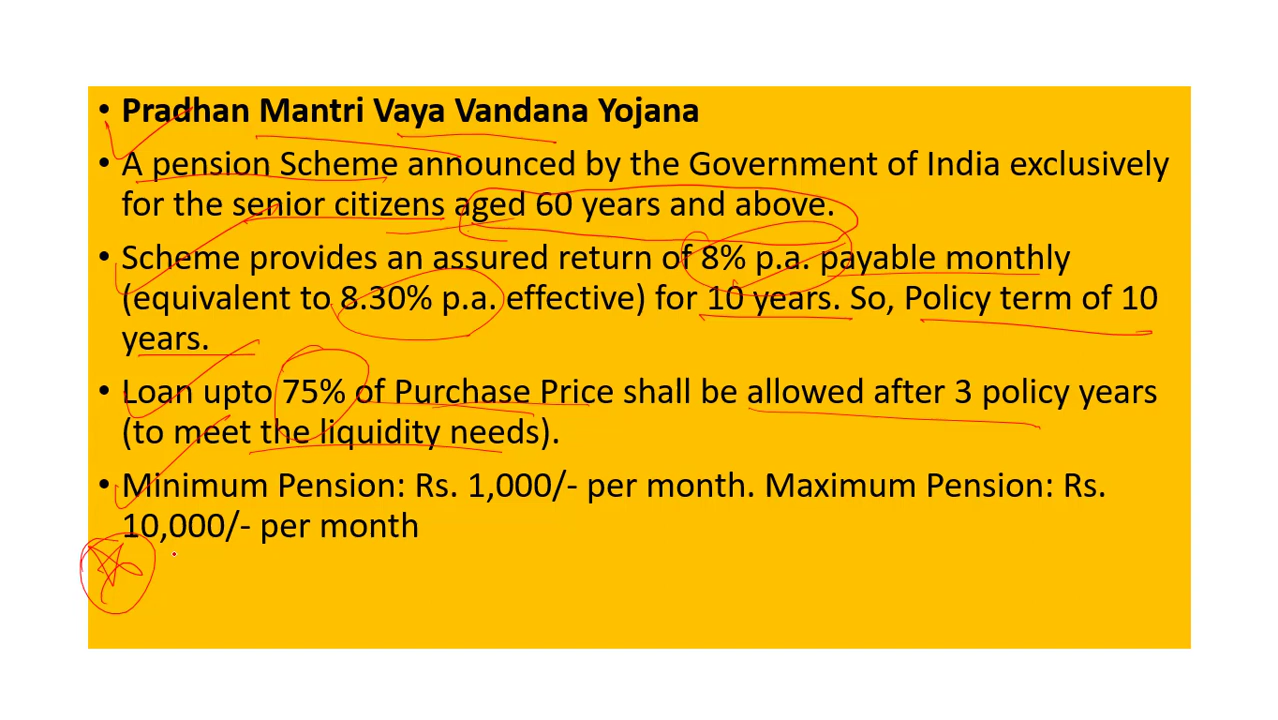 • Pradhan Mantri Vaya Vandana Yojana
• A pension Scheme announced by the Government of India exclusively
for the senior citizens aged 60 years and above.
• Scheme provides an assured return of 8% p.a. payable monthly
(equivalent to 8.30% p.a. effective) for 10 years. So, Policy term of 10
years.
• Loan upto 75% of Purchase Price shall be allowed after 3 policy years
(to meet the liquidity needs).
• Minimum Pension: Rs. 1,000/- per month. Maximum Pension: Rs.
10,000/- per month